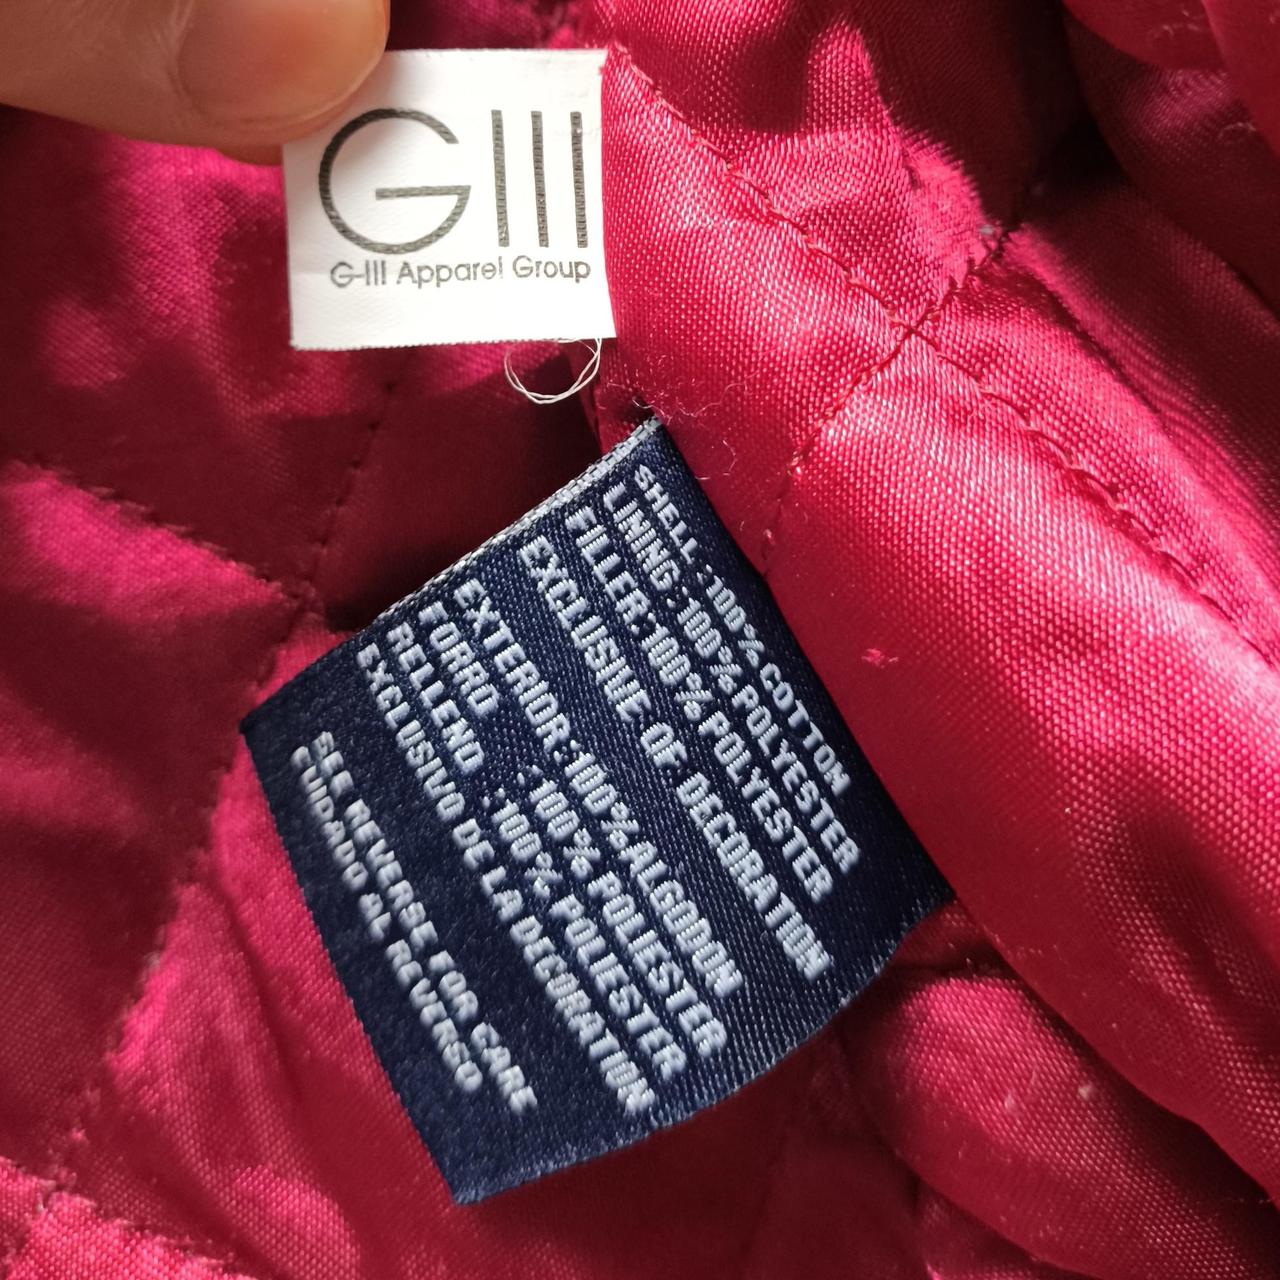 GIII
G-III Apparel Group
SHELL:100% COTTON
LINING:100% POLYESTER
FILLER:100% POLYESTER
EXCLUSIVE OF DECORATION
EXTERIOR:100% ALGODON
FORRO :100% POLIESTER
RELLENO :100% POLIESTER
EXCLUSIVO DE LA DECORATION
SEE REVERSE FOR CARE
CUIDADO AL REVERSO